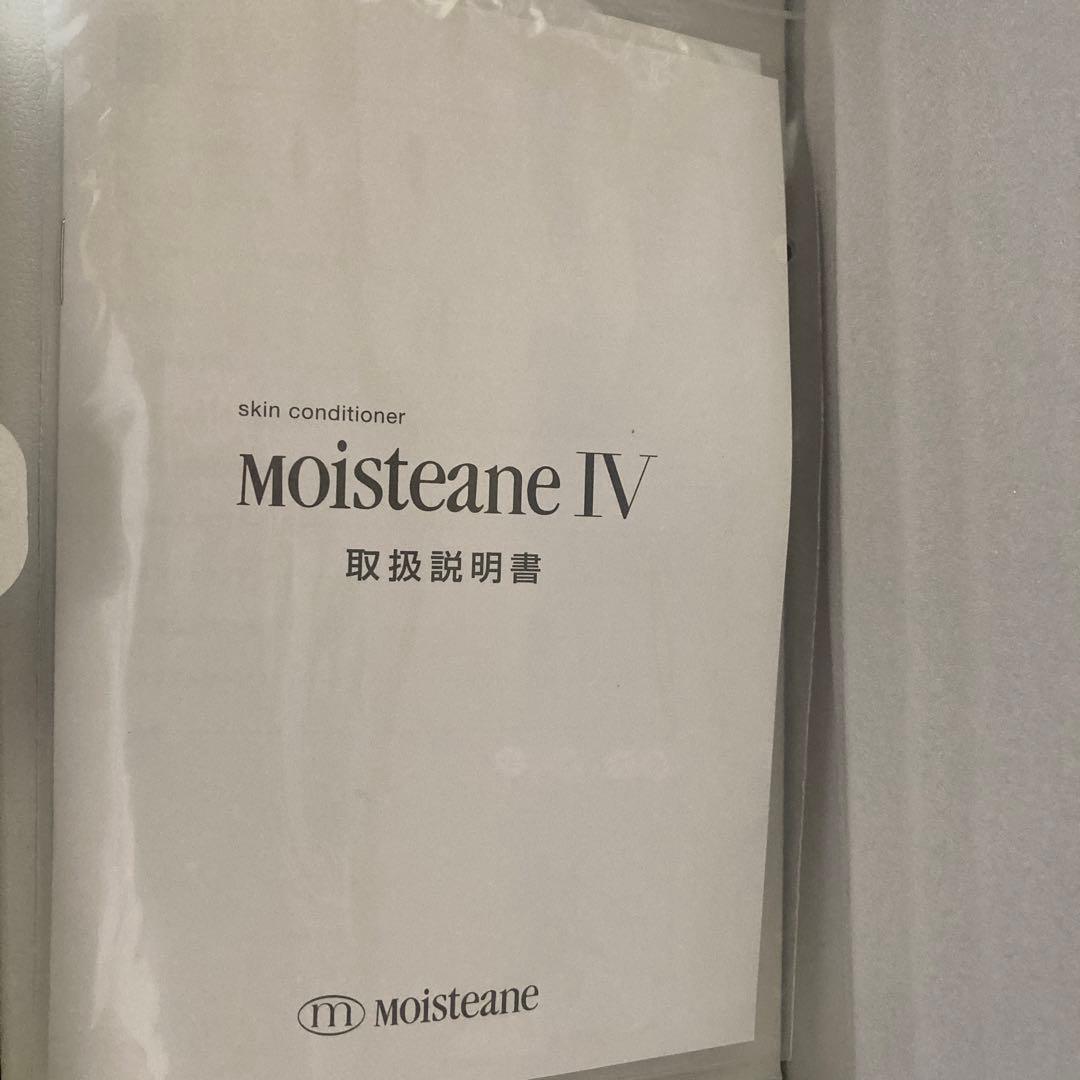 skin conditioner
Moisteane IV
取扱説明書
m Moisteane